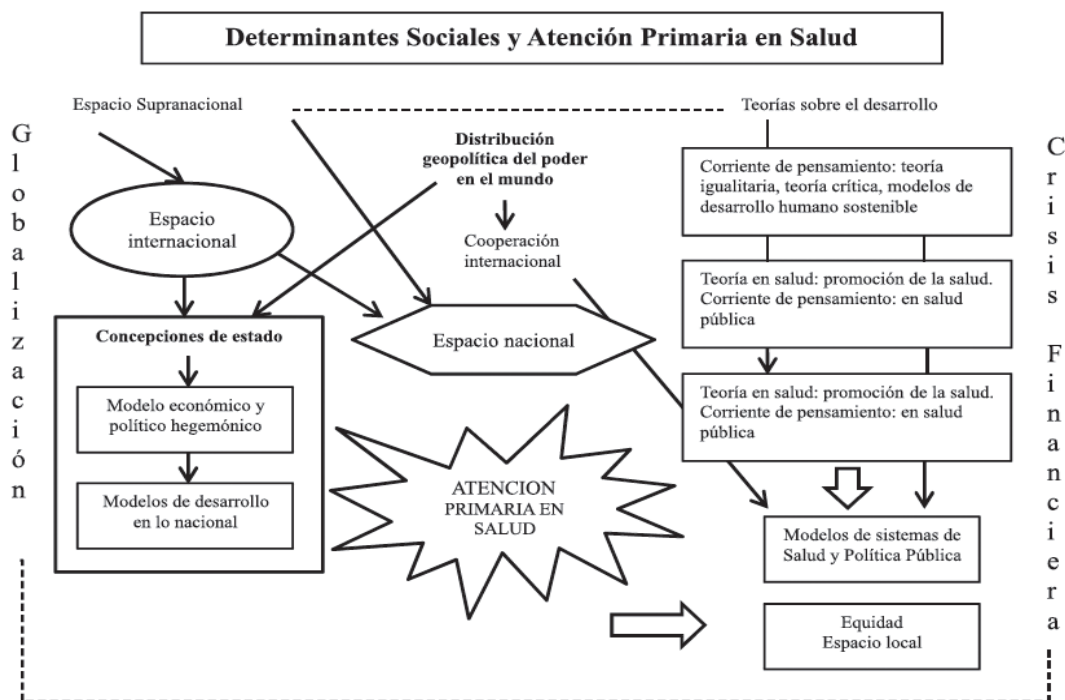 Determinantes Sociales y Atención Primaria en Salud
Espacio Supranacional
Teorías sobre el desarrollo
Globalización
Distribución
geopolítica del poder
en el mundo
Crisis Financiera
Corriente de pensamiento: teoría
igualitaria, teoría crítica, modelos de
desarrollo humano sostenible
Espacio
internacional
Cooperación
internacional
Teoría en salud: promoción de la salud.
Corriente de pensamiento: en salud
pública
Concepciones de estado
Espacio nacional
Modelo económico y
político hegemónico
Teoría en salud: promoción de la salud.
Corriente de pensamiento: en salud
pública
Modelos de desarrollo
en lo nacional
ATENCION
PRIMARIA EN
SALUD
Modelos de sistemas de
Salud y Política Pública
Equidad
Espacio local